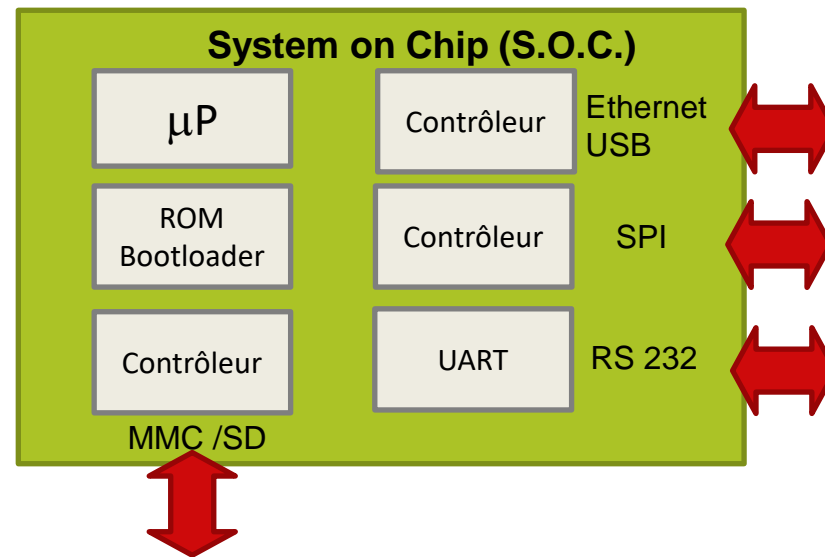 System on Chip (S.O.C.)
μP
Contrôleur
Ethernet
USB
ROM
Bootloader
Contrôleur
SPI
Contrôleur
UART
RS 232
MMC /SD